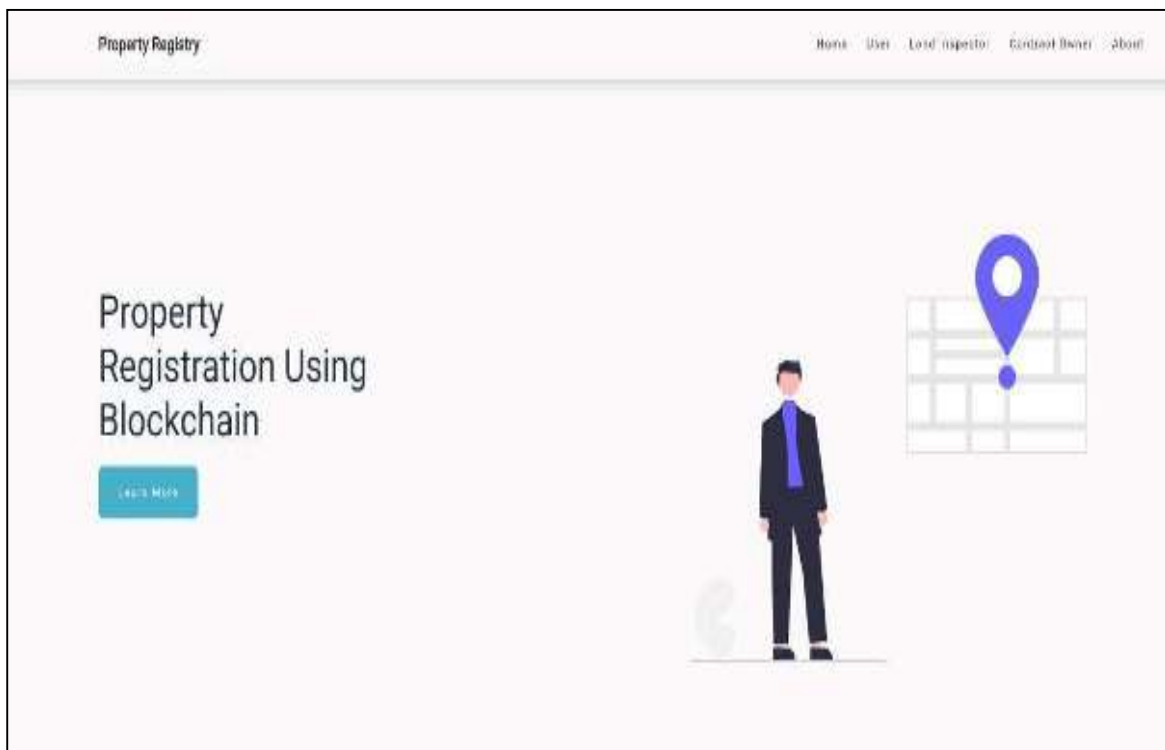 Property Registry
Home User Land Inspector Contract Owner About
Property
Registration Using
Blockchain
Learn More